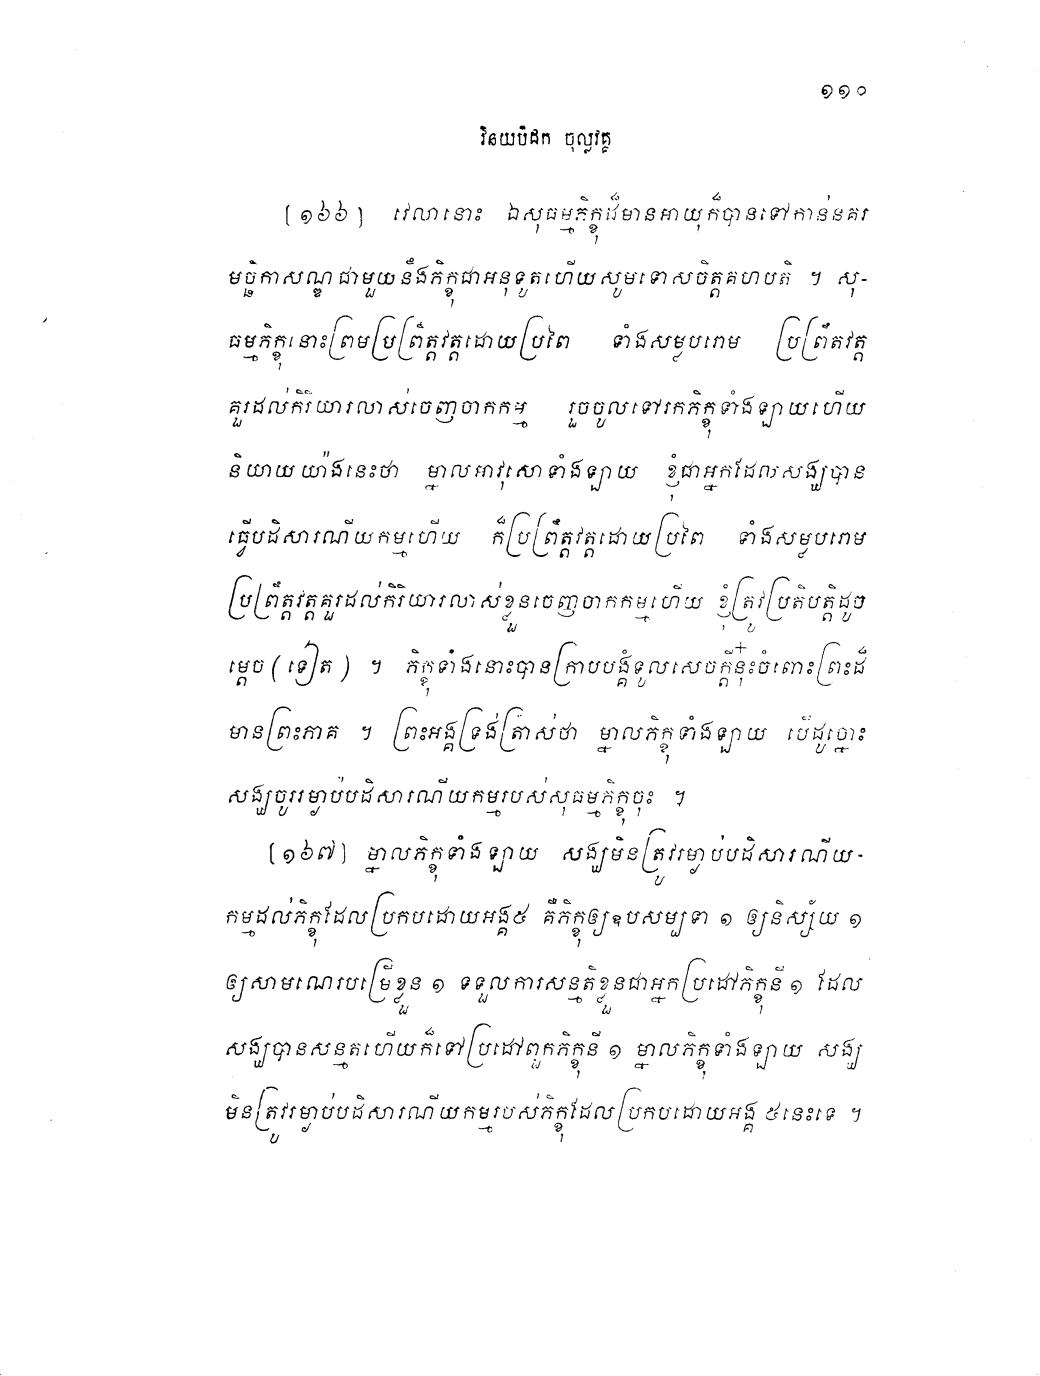 ១១០
វិនយបិដក ចុល្លវគ្គ
[១៦៦] វេលានោះ ឯសុធម្មភិក្ខុដ៏មានអាយុក៏បានទៅកាន់នគរ
មច្ឆិកាសណ្ឌ ជាមួយនឹងភិក្ខុជាអនុទូតហើយសូមទោសចិត្តគហបតិ ។ សុ-
ធម្មភិក្ខុនោះព្រមប្រព្រឹត្តវត្តដោយប្រពៃ ទាំងសម្ងបរោម ប្រព្រឹតវត្ត
គួរដល់កិរិយារលាស់ចេញចាកកម្ម រួចចូលទៅរកភិក្ខុទាំងឡាយហើយ
និយាយយ៉ាងនេះថា ម្នាលអាវុសោទាំងឡាយ ខ្ញុំជាអ្នកដែលសង្ឃបាន
ធ្វើបដិសារណីយកម្មហើយ ក៏ប្រព្រឹត្តវត្តដោយប្រពៃ ទាំងសម្ងបរោម
ប្រព្រឹត្តវត្តគួរដល់កិរិយារលាស់ខ្លួនចេញចាកកម្មហើយ ខ្ញុំត្រូវប្រតិបត្តិដូច
ម្តេច (ទៀត) ។ ភិក្ខុទាំងនោះបានក្រាបបង្គំទូលសេចក្តីនុ៎ះចំពោះព្រះដ៏
មានព្រះភាគ ។ ព្រះអង្គទ្រង់ត្រាស់ថា ម្នាលភិក្ខុទាំងឡាយ បើដូច្នោះ
សង្ឃចូររម្ងាប់បដិសារណីយកម្មរបស់សុធម្មភិក្ខុចុះ ។
[១៦៧] ម្នាលភិក្ខុទាំងឡាយ សង្ឃមិនត្រូវរម្ងាប់បដិសារណីយ-
កម្មដល់ភិក្ខុដែលប្រកបដោយអង្គ៥ គឺភិក្ខុឲ្យឧបសម្បទា ១ ឲ្យនិស្ស័យ ១
ឲ្យសាមណេរបម្រើខ្លួន ១ ទទួលការសន្មតិខ្លួនជាអ្នកប្រដៅភិក្ខុនី ១ ដែល
សង្ឃបានសន្មតហើយក៏ទៅប្រដៅពួកភិក្ខុនី ១ ម្នាលភិក្ខុទាំងឡាយ សង្ឃ
មិនត្រូវរម្ងាប់បដិសារណីយកម្មរបស់ភិក្ខុដែលប្រកបដោយអង្គ ៥នេះទេ ។